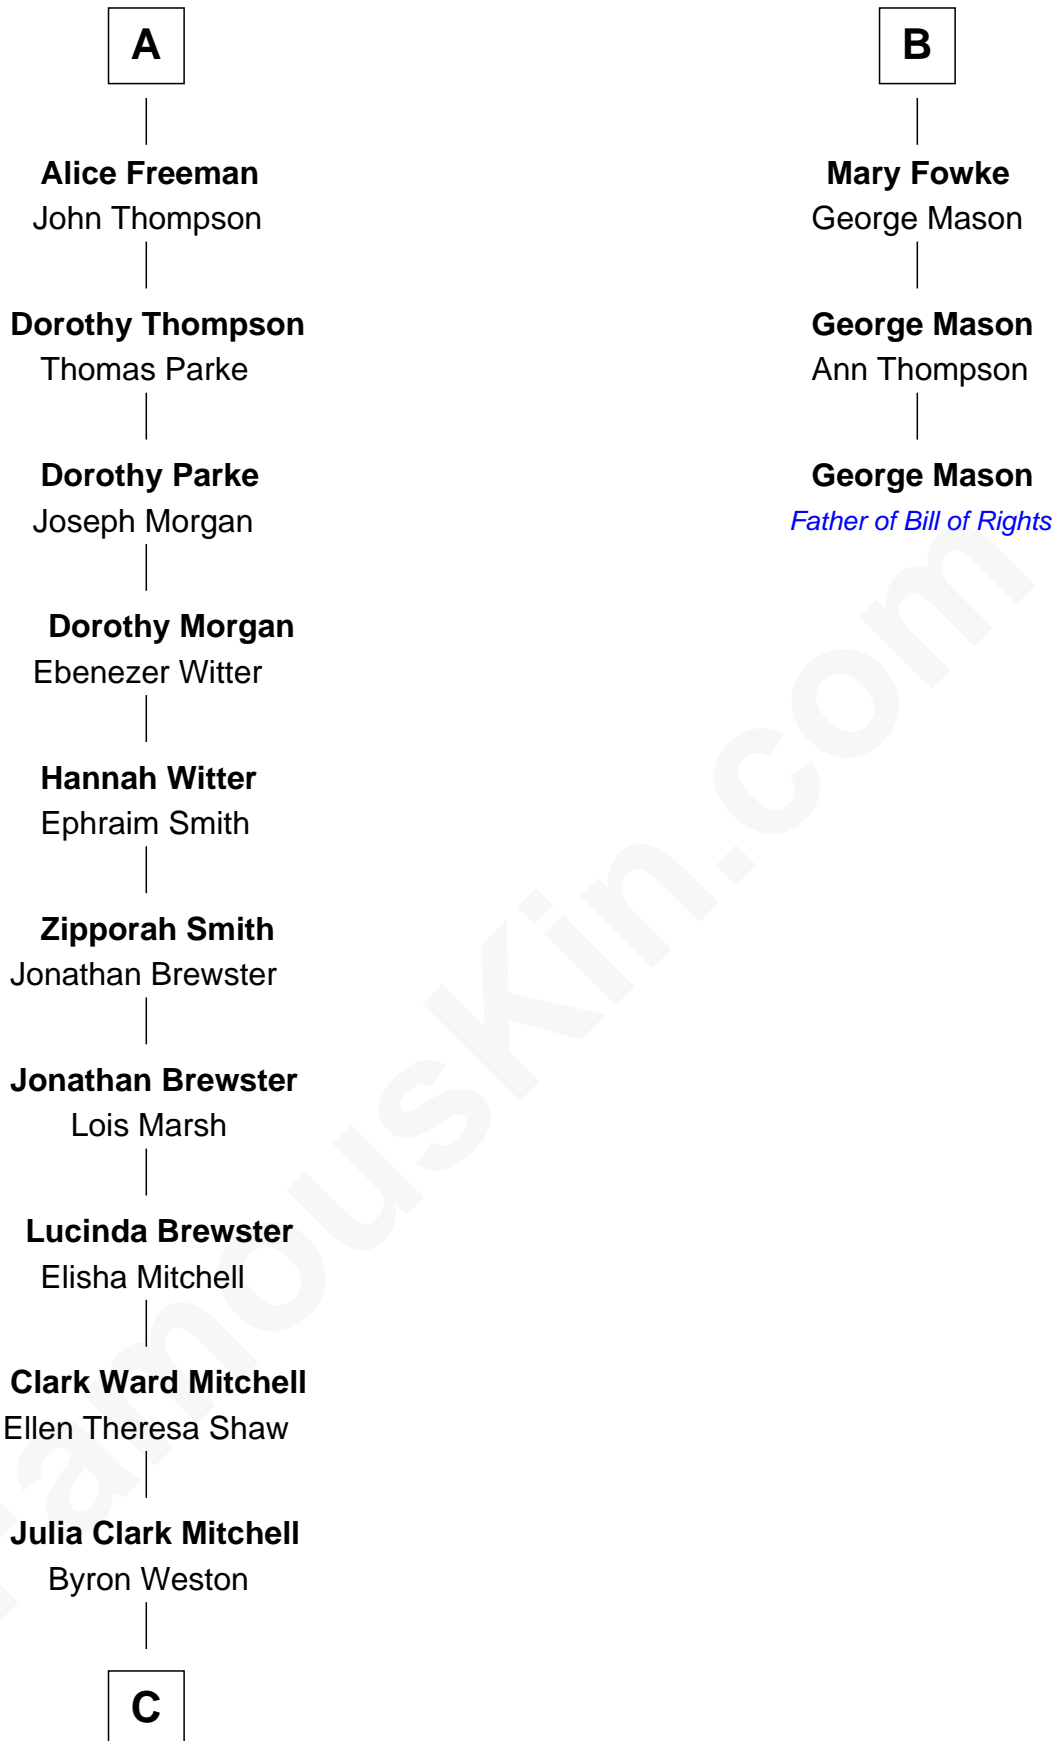 A
Alice Freeman
John Thompson
Dorothy Thompson
Thomas Parke
Dorothy Parke
Joseph Morgan
Dorothy Morgan
Ebenezer Witter
Hannah Witter
Ephraim Smith
Zipporah Smith
Jonathan Brewster
Jonathan Brewster
Lois Marsh
Lucinda Brewster
Elisha Mitchell
Clark Ward Mitchell
Ellen Theresa Shaw
Julia Clark Mitchell
Byron Weston
C
B
Mary Fowke
George Mason
George Mason
Ann Thompson
George Mason
Father of Bill of Rights
FamousKin.com